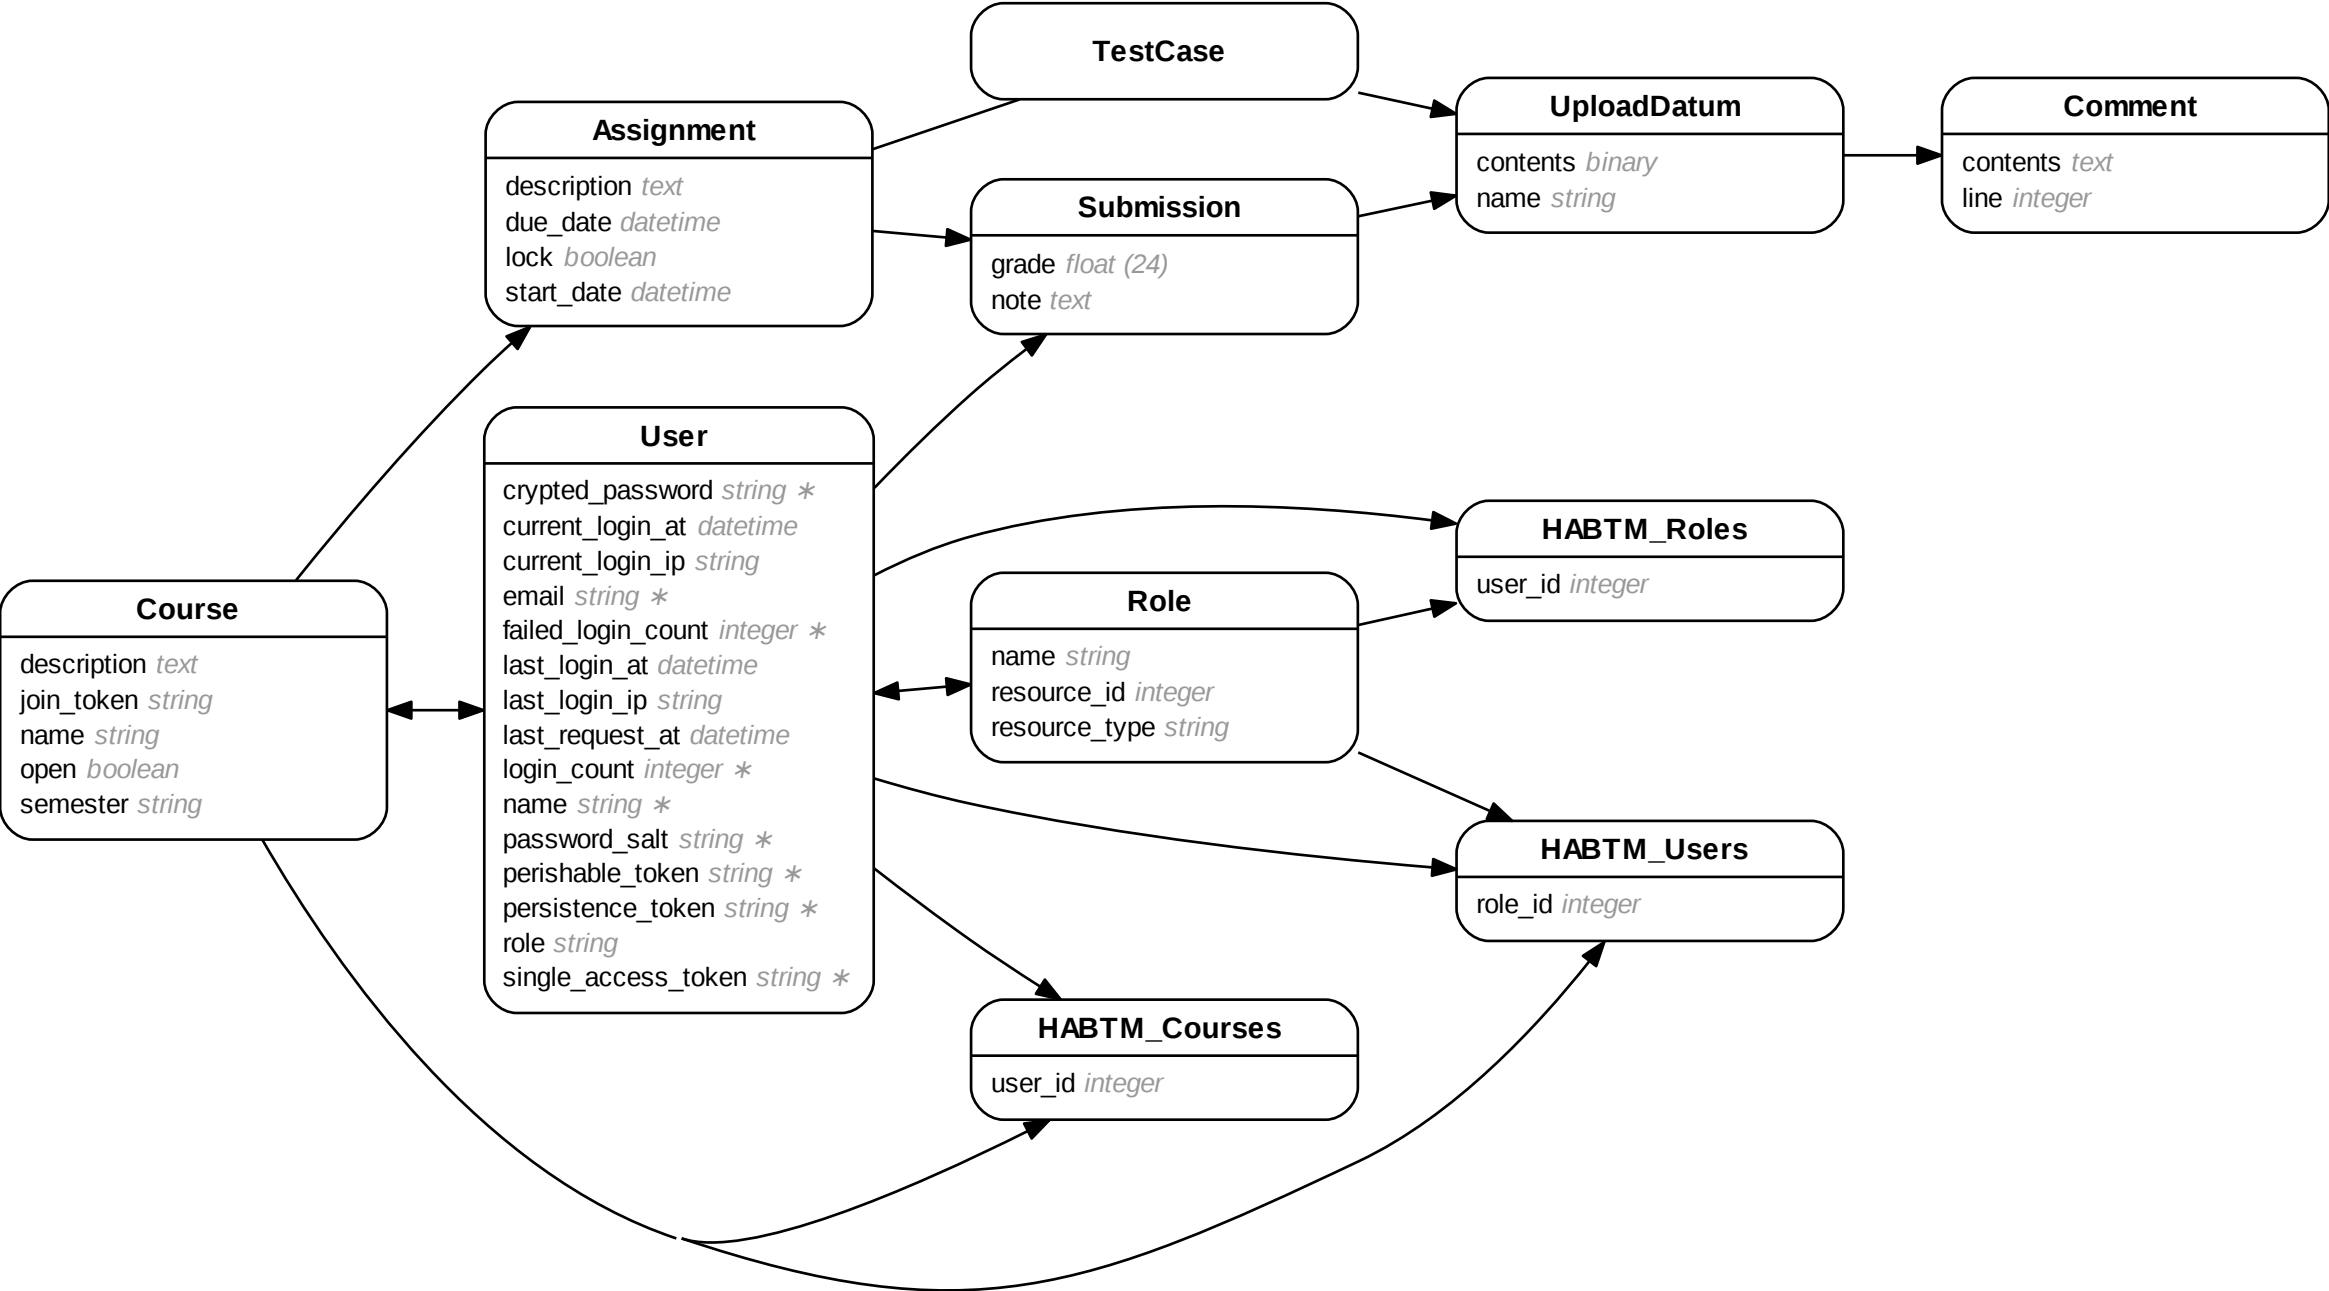 TestCase
Assignment
description text
due_date datetime
lock boolean
start_date datetime
Submission
grade float (24)
note text
UploadDatum
contents binary
name string
Comment
contents text
line integer
User
crypted_password string ∗
current_login_at datetime
current_login_ip string
email string ∗
failed_login_count integer ∗
last_login_at datetime
last_login_ip string
last_request_at datetime
login_count integer ∗
name string ∗
password_salt string ∗
perishable_token string ∗
persistence_token string ∗
role string
single_access_token string ∗
Course
description text
join_token string
name string
open boolean
semester string
Role
name string
resource_id integer
resource_type string
HABTM_Roles
user_id integer
HABTM_Users
role_id integer
HABTM_Courses
user_id integer